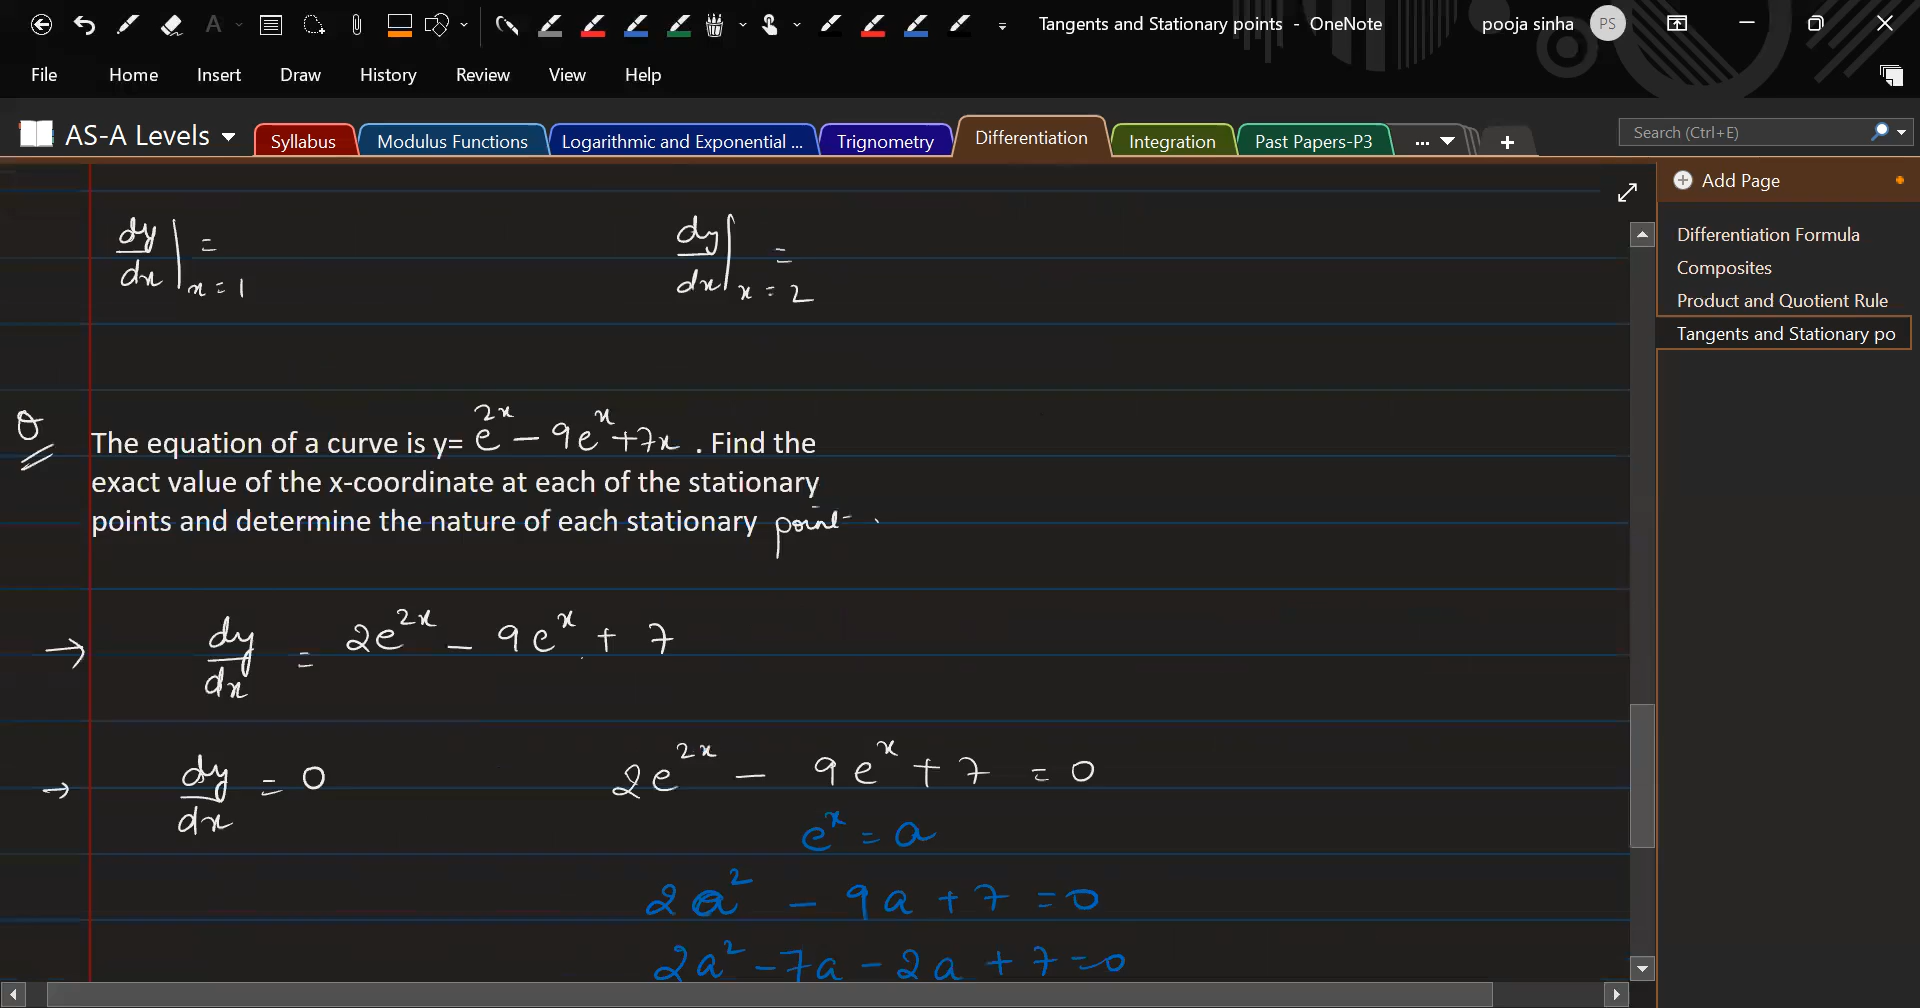 Tangents and Stationary points - OneNote
pooja sinha PS
File Home Insert Draw History Review View Help
AS-A Levels Syllabus Modulus Functions Logarithmic and Exponential ... Trignometry Differentiation Integration Past Papers-P3 ... Search (Ctrl+E)
Add Page
Differentiation Formula
Composites
Product and Quotient Rule
Tangents and Stationary po
dy/dx | x=1 =
dy/dx | x=2 =
Q
The equation of a curve is y= e^2x - 9e^x + 7x . Find the
exact value of the x-coordinate at each of the stationary
points and determine the nature of each stationary point.
→ dy/dx = 2e^2x - 9e^x + 7
→ dy/dx = 0 2e^2x - 9e^x + 7 = 0
e^x = a
2a^2 - 9a + 7 = 0
2a^2 - 7a - 2a + 7 = 0